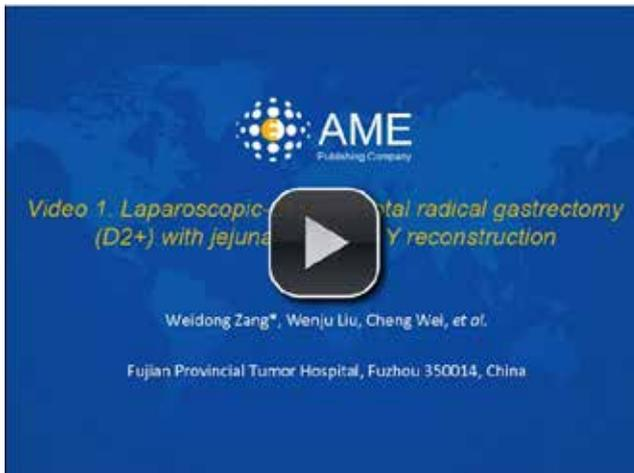 AME
Publishing Company
Video 1. Laparoscopic- tal radical gastrectomy
(D2+) with jejuna Y reconstruction
Weidong Zang*, Wenju Liu, Cheng Wei, et al.
Fujian Provincial Tumor Hospital, Fuzhou 350014, China